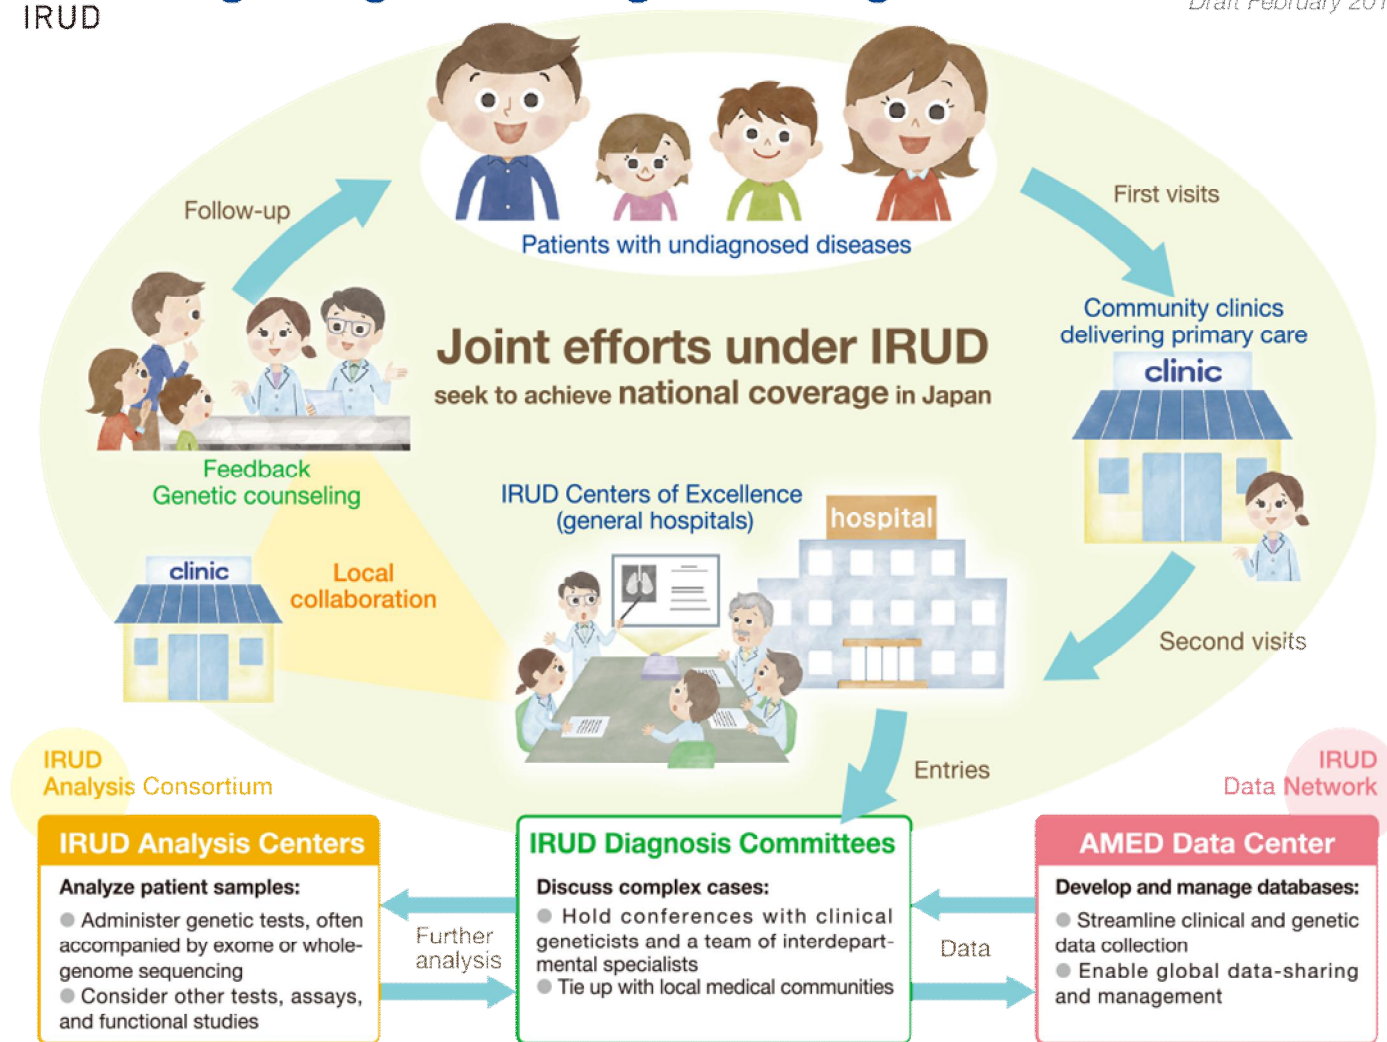 IRUD
Draft February 201
Follow-up
First visits
Patients with undiagnosed diseases
Community clinics
delivering primary care
clinic
Joint efforts under IRUD
seek to achieve national coverage in Japan
Feedback
Genetic counseling
IRUD Centers of Excellence
(general hospitals)
hospital
clinic
Local
collaboration
Second visits
IRUD
Analysis Consortium
Entries
IRUD
Data Network
IRUD Analysis Centers
Analyze patient samples:
● Administer genetic tests, often
accompanied by exome or whole-
genome sequencing
● Consider other tests, assays,
and functional studies
Further
analysis
IRUD Diagnosis Committees
Discuss complex cases:
● Hold conferences with clinical
geneticists and a team of interdepart-
mental specialists
● Tie up with local medical communities
Data
AMED Data Center
Develop and manage databases:
● Streamline clinical and genetic
data collection
● Enable global data-sharing
and management